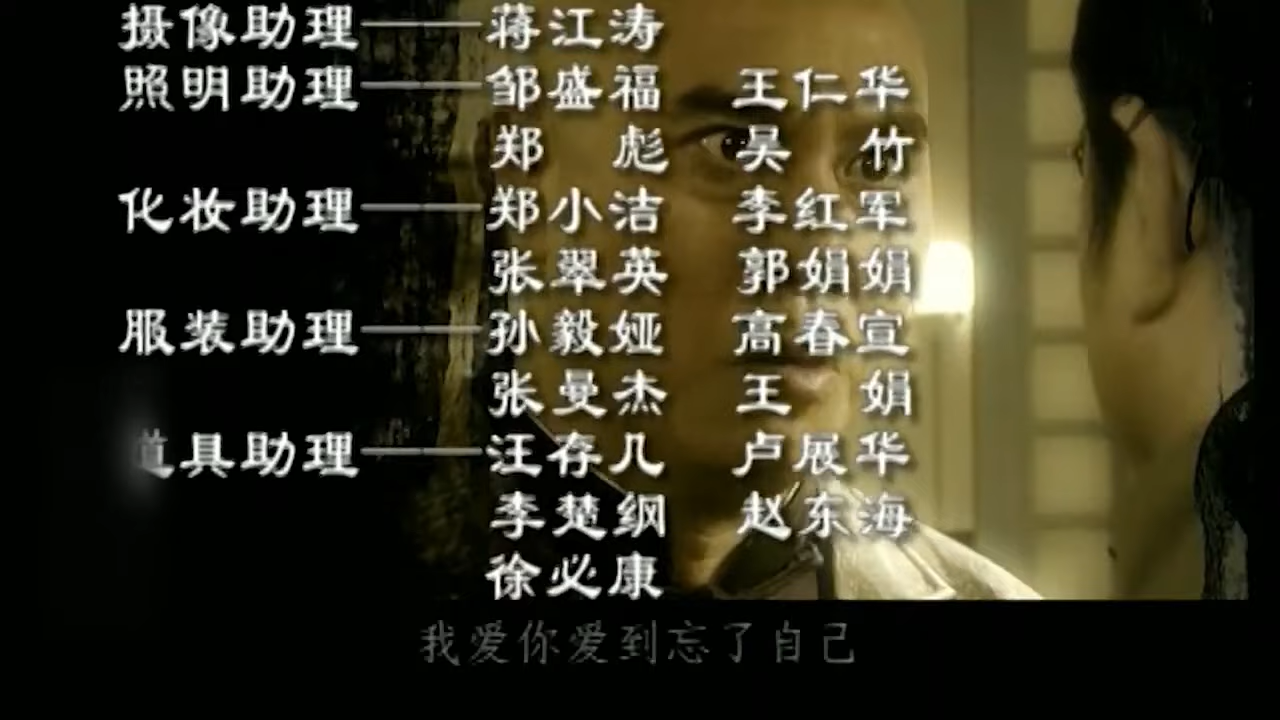 摄像助理——蒋江涛
照明助理——邹盛福 王仁华
郑 彪 吴 竹
化妆助理——郑小洁 李红军
张翠英 郭娟娟
服装助理——孙毅娅 高春宣
张曼杰 王 娟
道具助理——汪存几 卢展华
李楚纲 赵东海
徐必康
我爱你爱到忘了自己